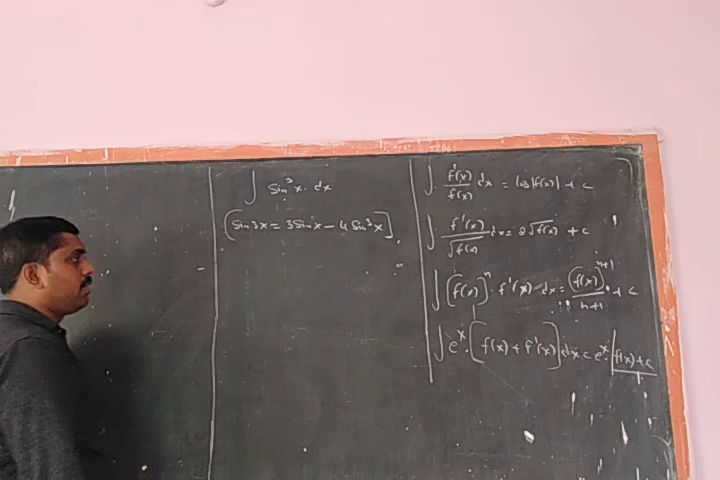 ∫ Sin³x. dx
[Sin3x = 3Sinx - 4Sin³x]
∫ f'(x)/f(x) dx = log|f(x)| + c
∫ f'(x)/√f(x) dx = 2√f(x) + c
∫ (f(x))ⁿ. f'(x) dx = (f(x))ⁿ⁺¹/n+1 + c
∫ eˣ. [f(x) + f'(x)] dx = eˣ. f(x) + c